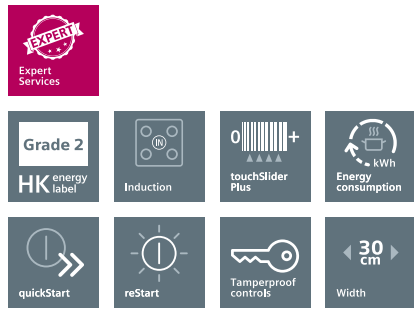 EXPERT
Expert
Services
Grade 2
HK energy
label
IN
Induction
0 +
touchSlider
Plus
kWh
Energy
consumption
quickStart
reStart
Tamperproof
controls
30
cm
Width